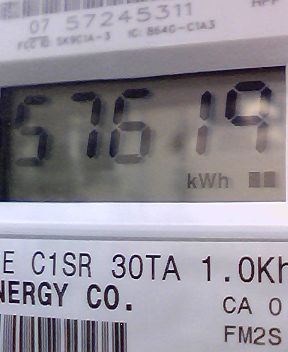 07 57245311
FCC ID: SK9C1A-3 IC: 864G-C1A3
57619
kWh
E C1SR 30TA 1.0Kh
NERGY CO.
CA 0
FM2S